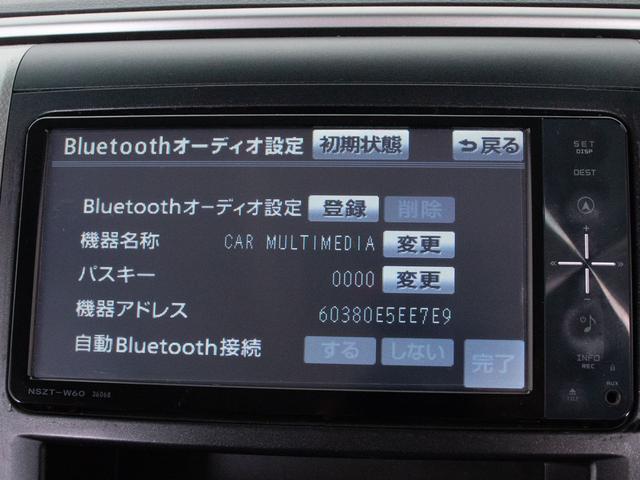 Bluetoothオーディオ設定 初期状態 戻る
Bluetoothオーディオ設定 登録 削除
機器名称 CAR MULTIMEDIA 変更
パスキー 0000 変更
機器アドレス 60380E5EE7E9
自動Bluetooth接続 する しない 完了
NSZT-W60 36068
SET
DISP
DEST
INFO
REC
AUX